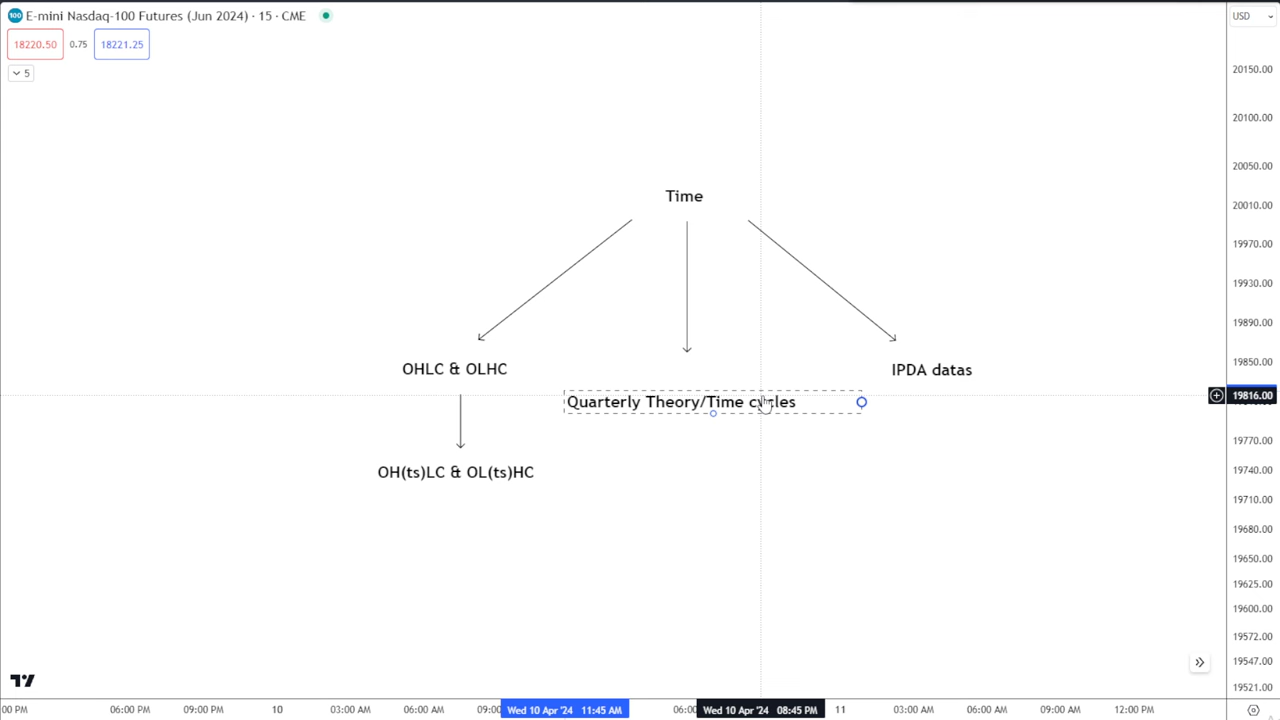 100 E-mini Nasdaq-100 Futures (Jun 2024) · 15 · CME
USD
18220.50 0.75 18221.25
5
20150.00
20100.00
20050.00
Time
20010.00
19970.00
19930.00
19890.00
19850.00
OHLC & OLHC
IPDA datas
19816.00
Quarterly Theory/Time cycles
19770.00
OH(ts)LC & OL(ts)HC
19740.00
19710.00
19680.00
19650.00
19625.00
19600.00
19572.00
19547.00
19521.00
:00 PM 06:00 PM 09:00 PM 10 03:00 AM 06:00 AM 09:00 Wed 10 Apr '24 11:45 AM 06:00 Wed 10 Apr '24 08:45 PM 11 03:00 AM 06:00 AM 09:00 AM 12:00 PM